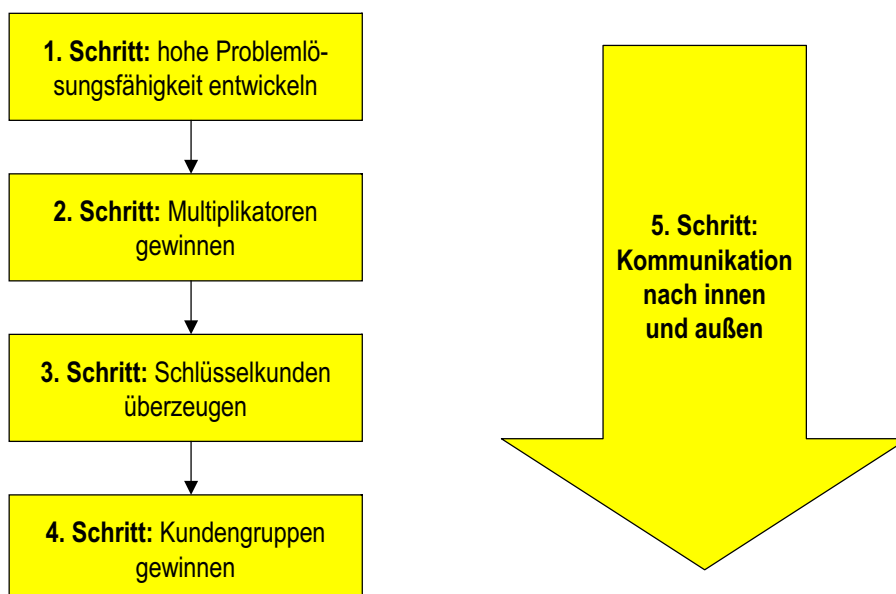 1. Schritt: hohe Problemlö-
sungsfähigkeit entwickeln
2. Schritt: Multiplikatoren
gewinnen
3. Schritt: Schlüsselkunden
überzeugen
4. Schritt: Kundengruppen
gewinnen
5. Schritt:
Kommunikation
nach innen
und außen